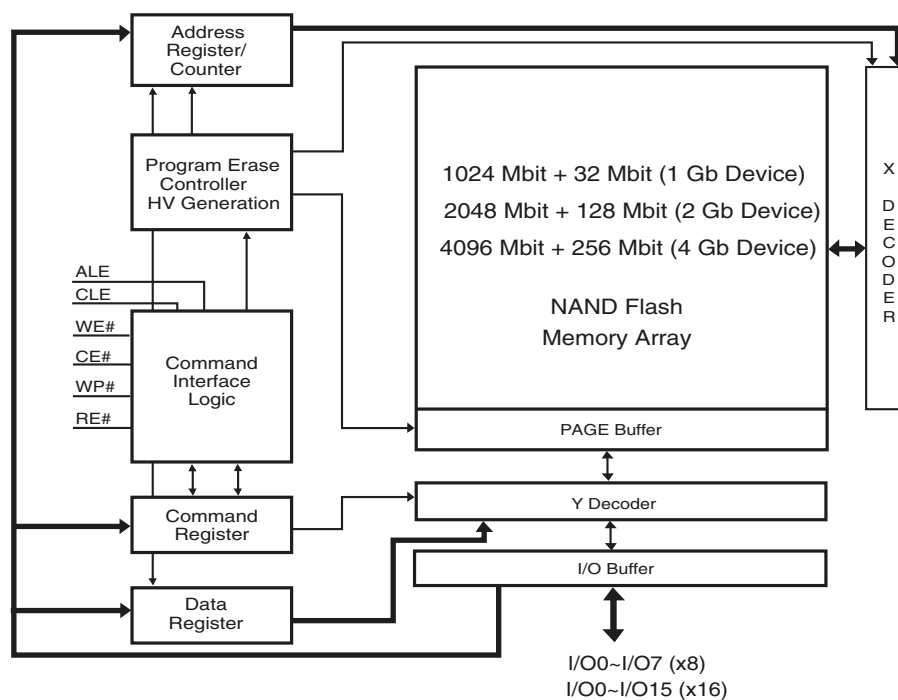 Address
Register/
Counter
Program Erase
Controller
HV Generation
ALE
CLE
WE#
CE#
WP#
RE#
Command
Interface
Logic
Command
Register
Data
Register
1024 Mbit + 32 Mbit (1 Gb Device)
2048 Mbit + 128 Mbit (2 Gb Device)
4096 Mbit + 256 Mbit (4 Gb Device)
NAND Flash
Memory Array
PAGE Buffer
Y Decoder
I/O Buffer
I/O0~I/O7 (x8)
I/O0~I/O15 (x16)
X
DECODER